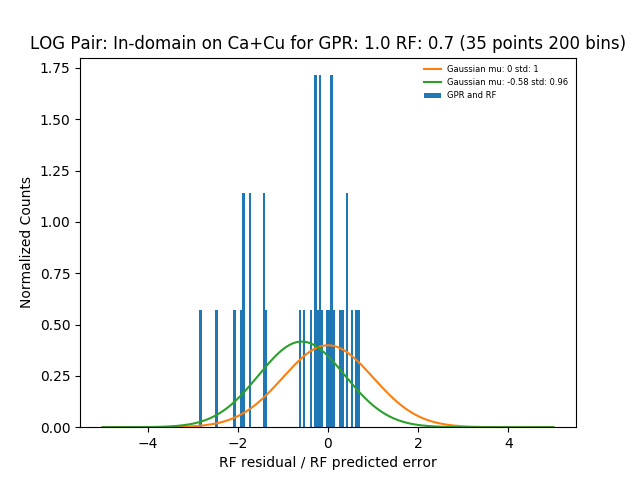 LOG Pair: In-domain on Ca+Cu for GPR: 1.0 RF: 0.7 (35 points 200 bins)
Gaussian mu: 0 std: 1
Gaussian mu: -0.58 std: 0.96
GPR and RF
Normalized Counts
1.75
1.50
1.25
1.00
0.75
0.50
0.25
0.00
−4
−2
0
2
4
RF residual / RF predicted error